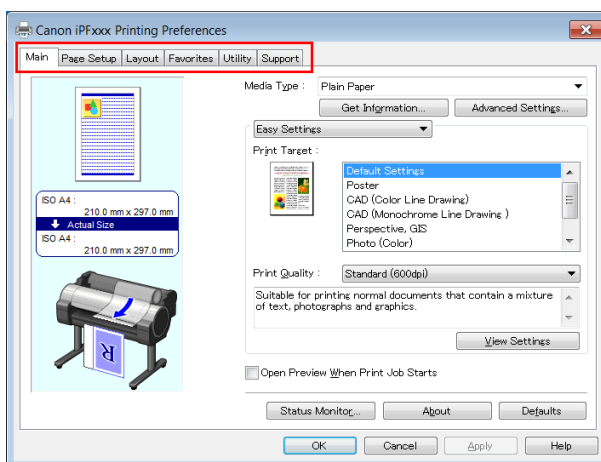 Canon iPFxxx Printing Preferences
Main Page Setup Layout Favorites Utility Support
Media Type : Plain Paper
Get Information... Advanced Settings...
Easy Settings
Print Target :
Default Settings
Poster
CAD (Color Line Drawing)
CAD (Monochrome Line Drawing )
Perspective, GIS
Photo (Color)
ISO A4 :
210.0 mm x 297.0 mm
Actual Size
ISO A4 :
210.0 mm x 297.0 mm
R
Print Quality : Standard (600dpi)
Suitable for printing normal documents that contain a mixture
of text, photographs and graphics.
View Settings
Open Preview When Print Job Starts
Status Monitor... About Defaults
OK Cancel Apply Help